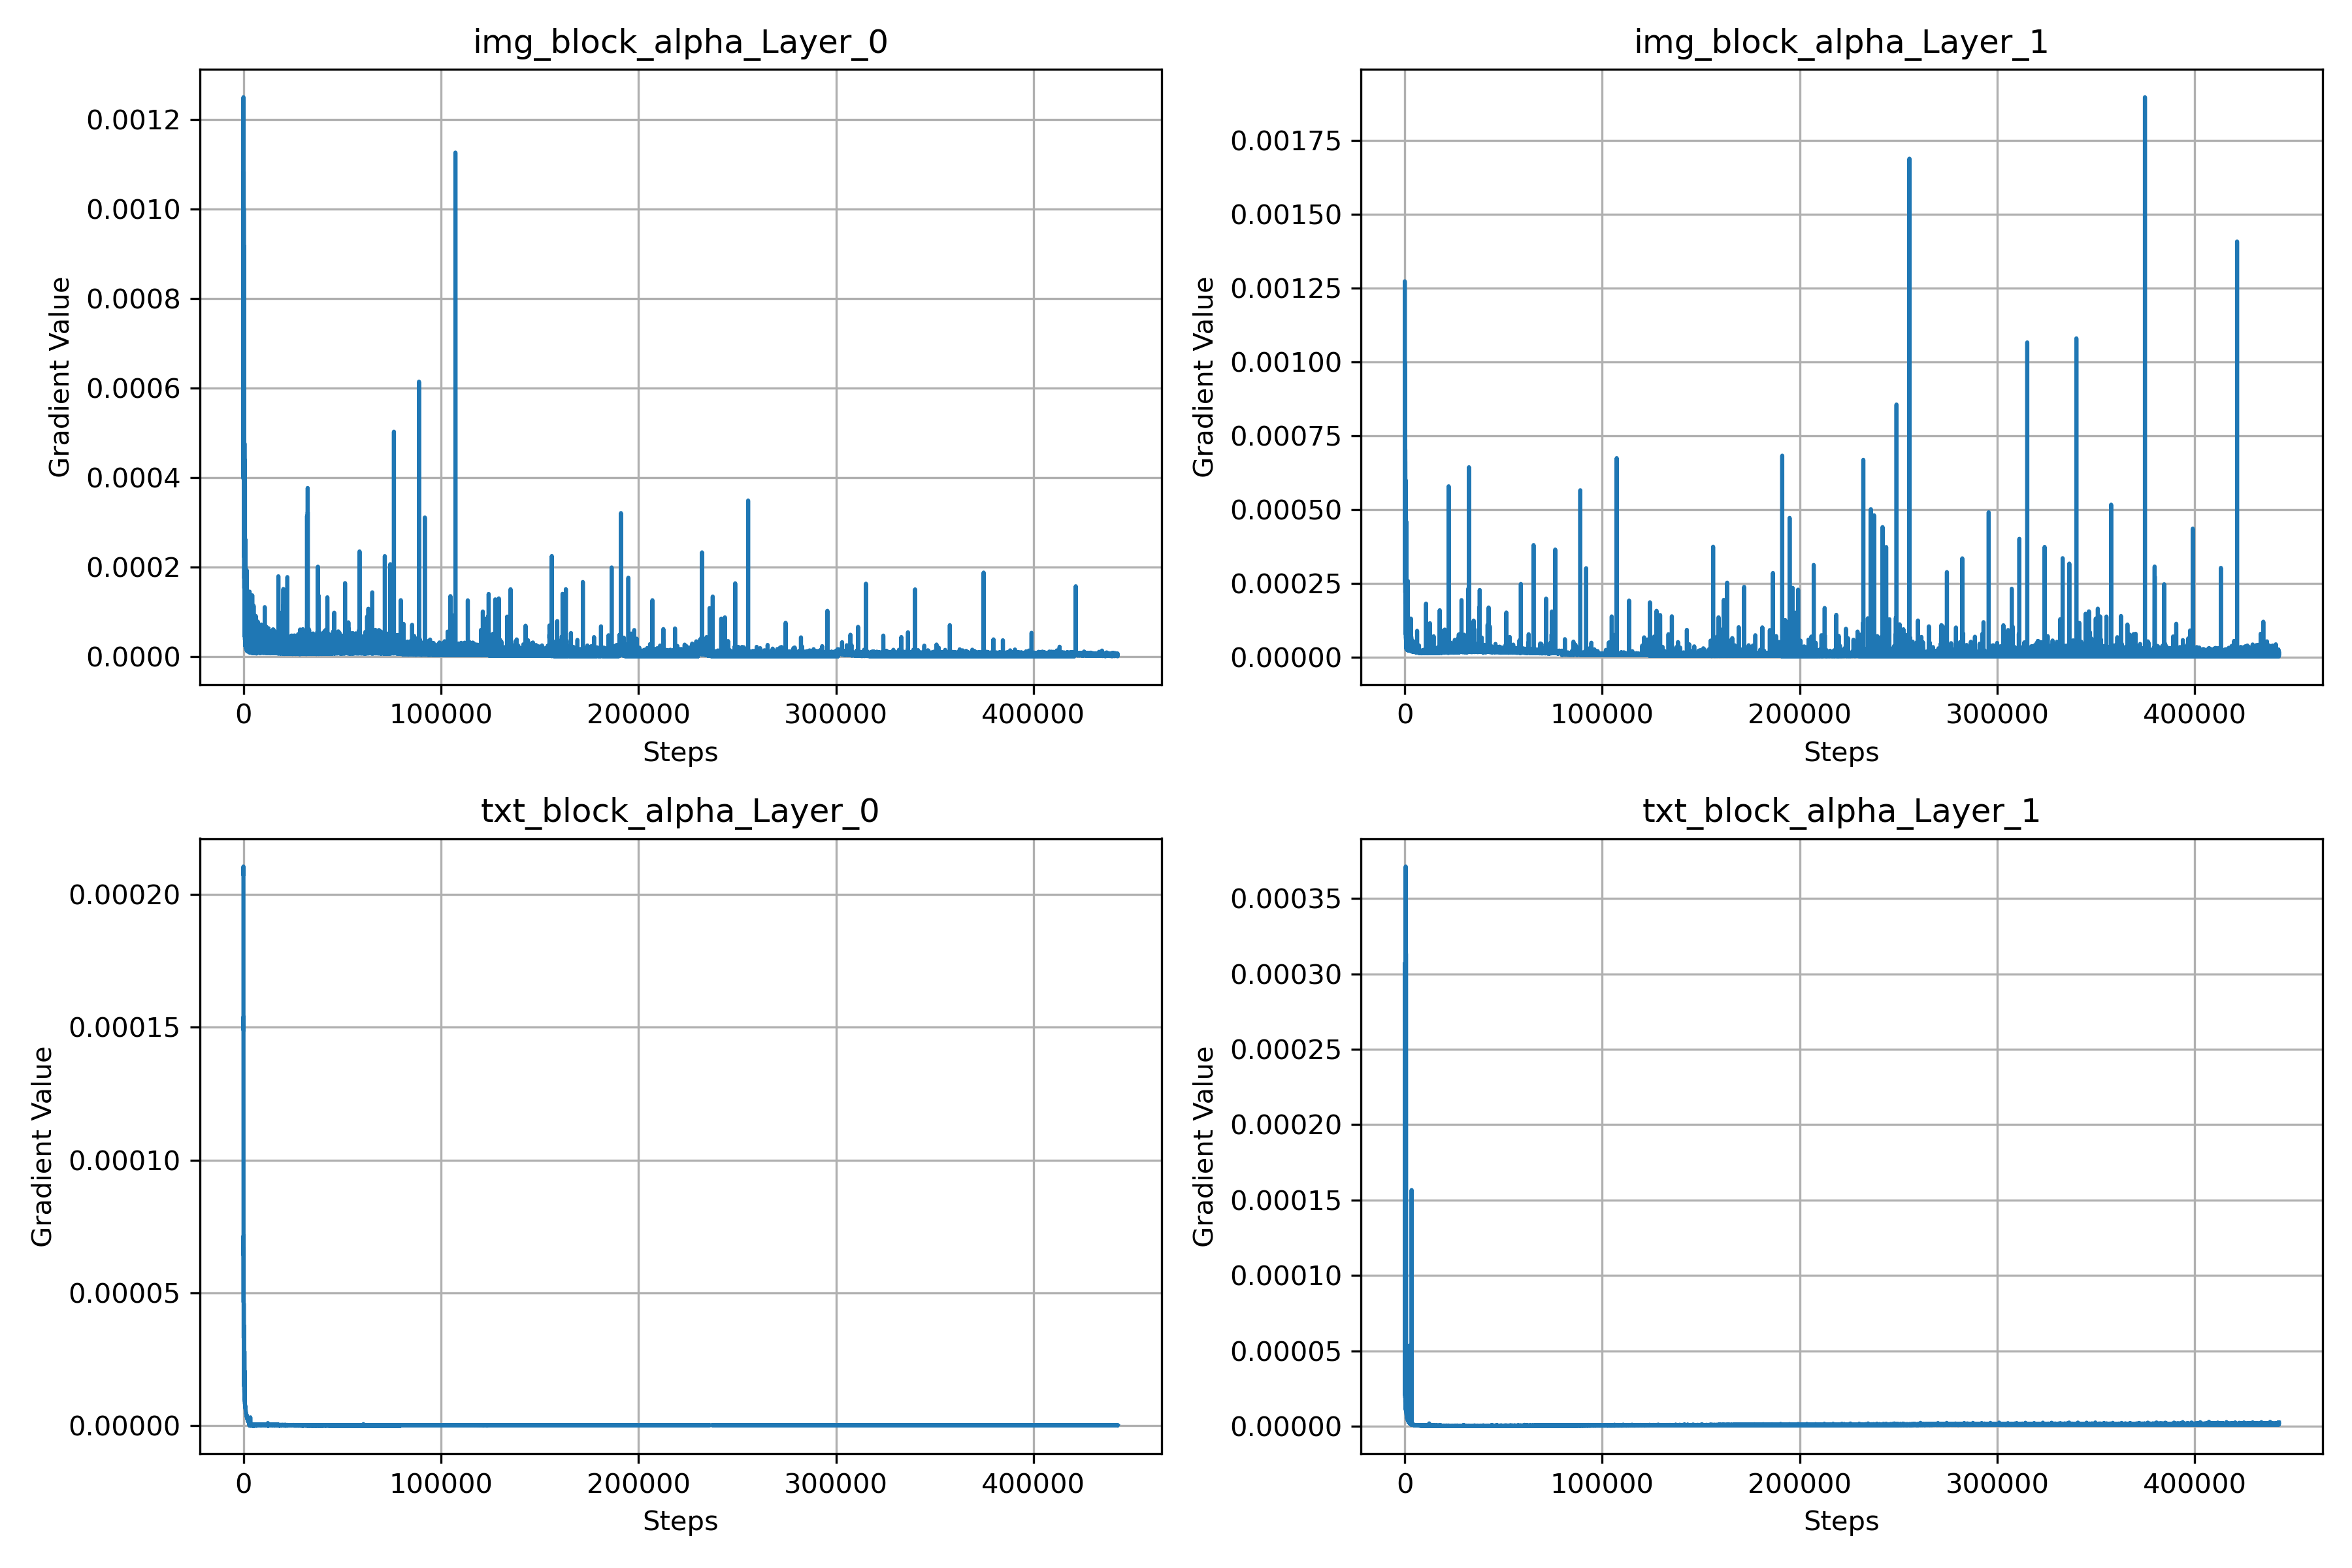 img_block_alpha_Layer_0
Gradient Value
0.0012
0.0010
0.0008
0.0006
0.0004
0.0002
0.0000
0 100000 200000 300000 400000
Steps
img_block_alpha_Layer_1
Gradient Value
0.00175
0.00150
0.00125
0.00100
0.00075
0.00050
0.00025
0.00000
0 100000 200000 300000 400000
Steps
txt_block_alpha_Layer_0
Gradient Value
0.00020
0.00015
0.00010
0.00005
0.00000
0 100000 200000 300000 400000
Steps
txt_block_alpha_Layer_1
Gradient Value
0.00035
0.00030
0.00025
0.00020
0.00015
0.00010
0.00005
0.00000
0 100000 200000 300000 400000
Steps